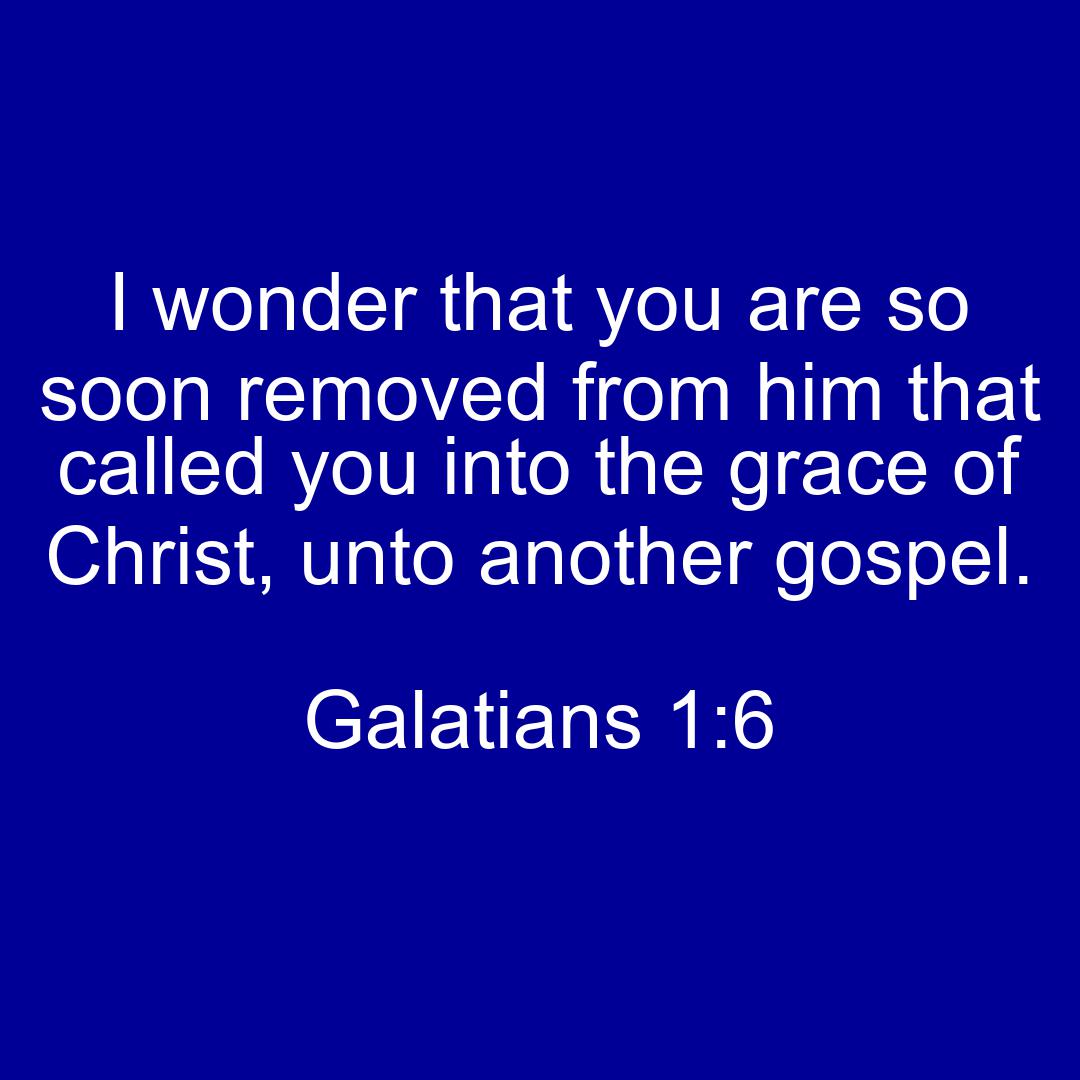 I wonder that you are so
soon removed from him that
called you into the grace of
Christ, unto another gospel.
Galatians 1:6